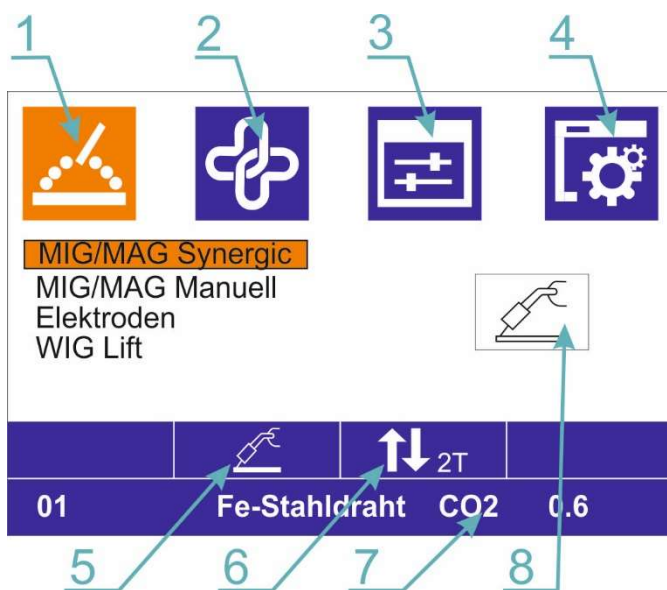 1 2 3 4
MIG/MAG Synergic
MIG/MAG Manuell
Elektroden
WIG Lift
2T
01 Fe-Stahldraht CO2 0.6
5 6 7 8